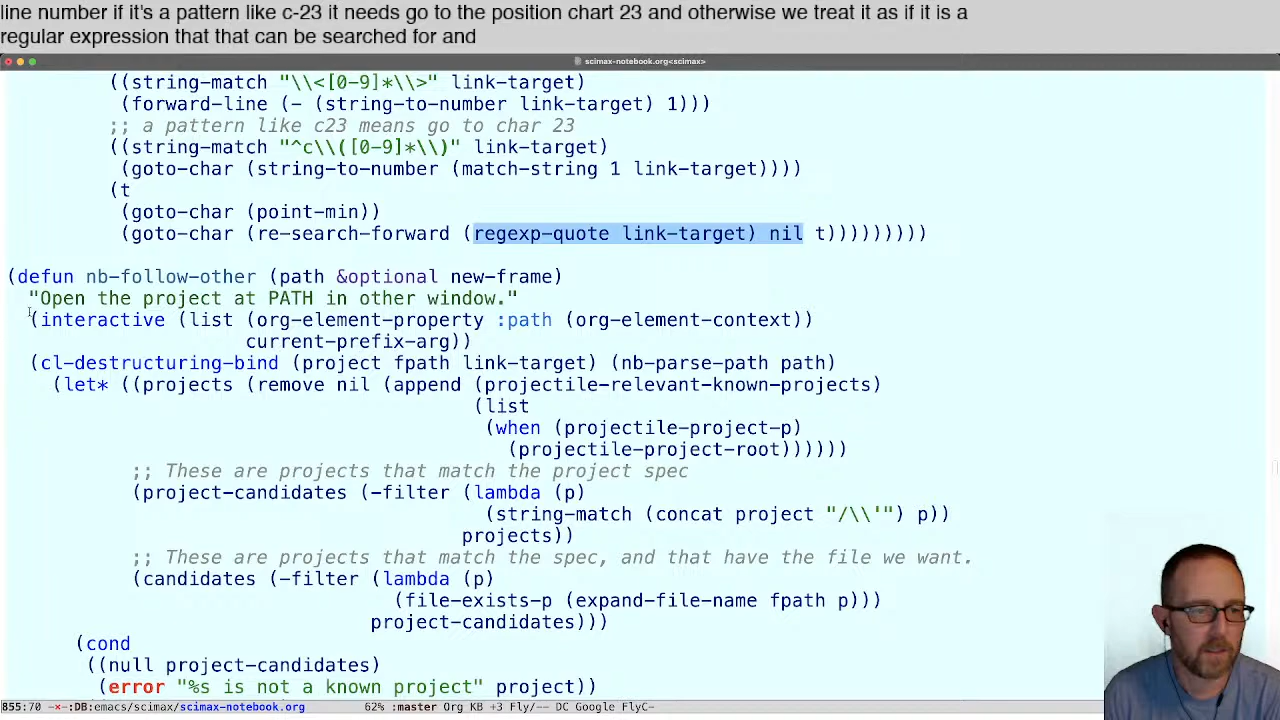 line number if it's a pattern like c-23 it needs go to the position chart 23 and otherwise we treat it as if it is a
regular expression that that can be searched for and
scimax-notebook.org<scimax>
((string-match "\\<[0-9]*\\>" link-target)
(forward-line (- (string-to-number link-target) 1)))
;; a pattern like c23 means go to char 23
((string-match "^c\\([0-9]*\\)" link-target)
(goto-char (string-to-number (match-string 1 link-target))))
(t
(goto-char (point-min))
(goto-char (re-search-forward (regexp-quote link-target) nil t)))))))))
(defun nb-follow-other (path &optional new-frame)
"Open the project at PATH in other window."
(interactive (list (org-element-property :path (org-element-context))
current-prefix-arg))
(cl-destructuring-bind (project fpath link-target) (nb-parse-path path)
(let* ((projects (remove nil (append (projectile-relevant-known-projects)
(list
(when (projectile-project-p)
(projectile-project-root))))))
;; These are projects that match the project spec
(project-candidates (-filter (lambda (p)
(string-match (concat project "/\\'") p))
projects))
;; These are projects that match the spec, and that have the file we want.
(candidates (-filter (lambda (p)
(file-exists-p (expand-file-name fpath p)))
project-candidates)))
(cond
((null project-candidates)
(error "%s is not a known project" project))
855:70 -×-:DB:emacs/scimax/scimax-notebook.org 62% :master Org KB +3 Fly/-- DC Google FlyC-